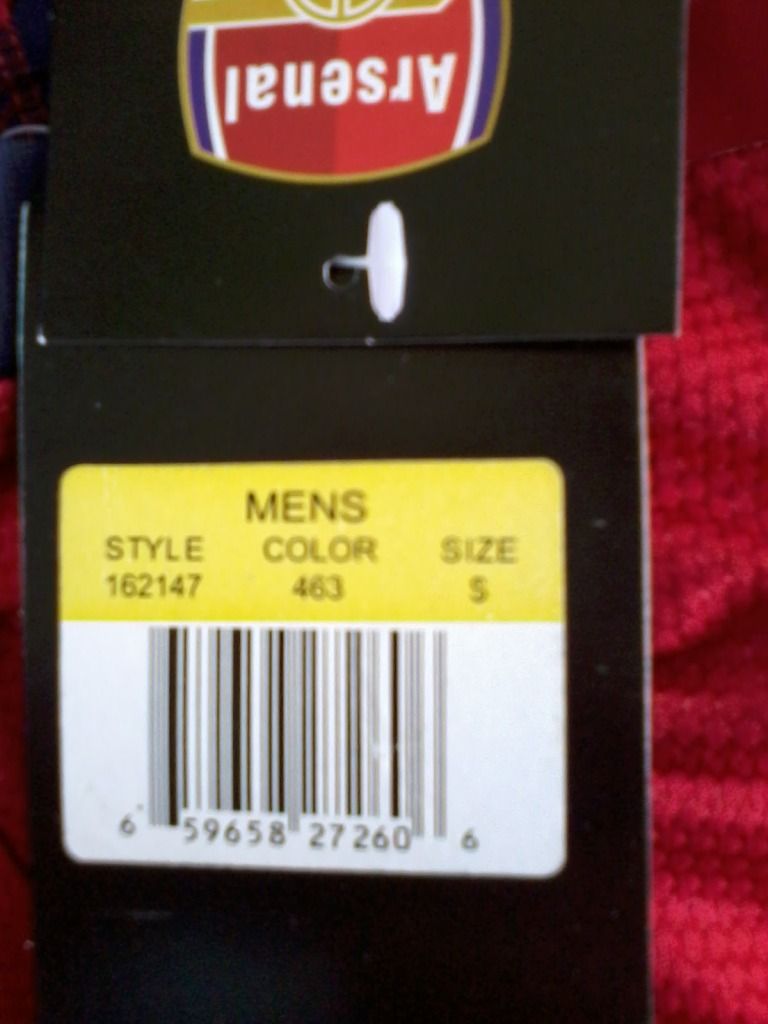 Arsenal
MENS
STYLE COLOR SIZE
162147 463 S
6 59658 27260 6